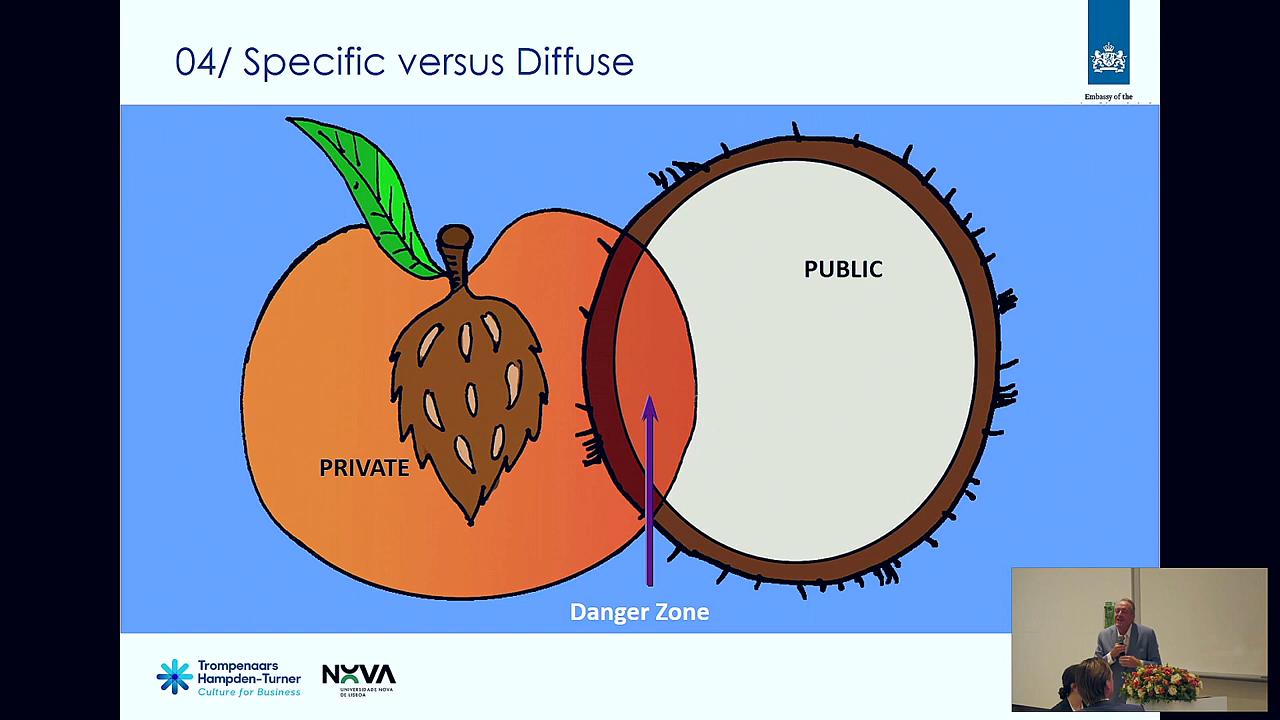 04/ Specific versus Diffuse
Embassy of the
PUBLIC
PRIVATE
Danger Zone
Trompenaars
Hampden-Turner
Culture for Business
NOVA
UNIVERSIDADE NOVA
DE LISBOA